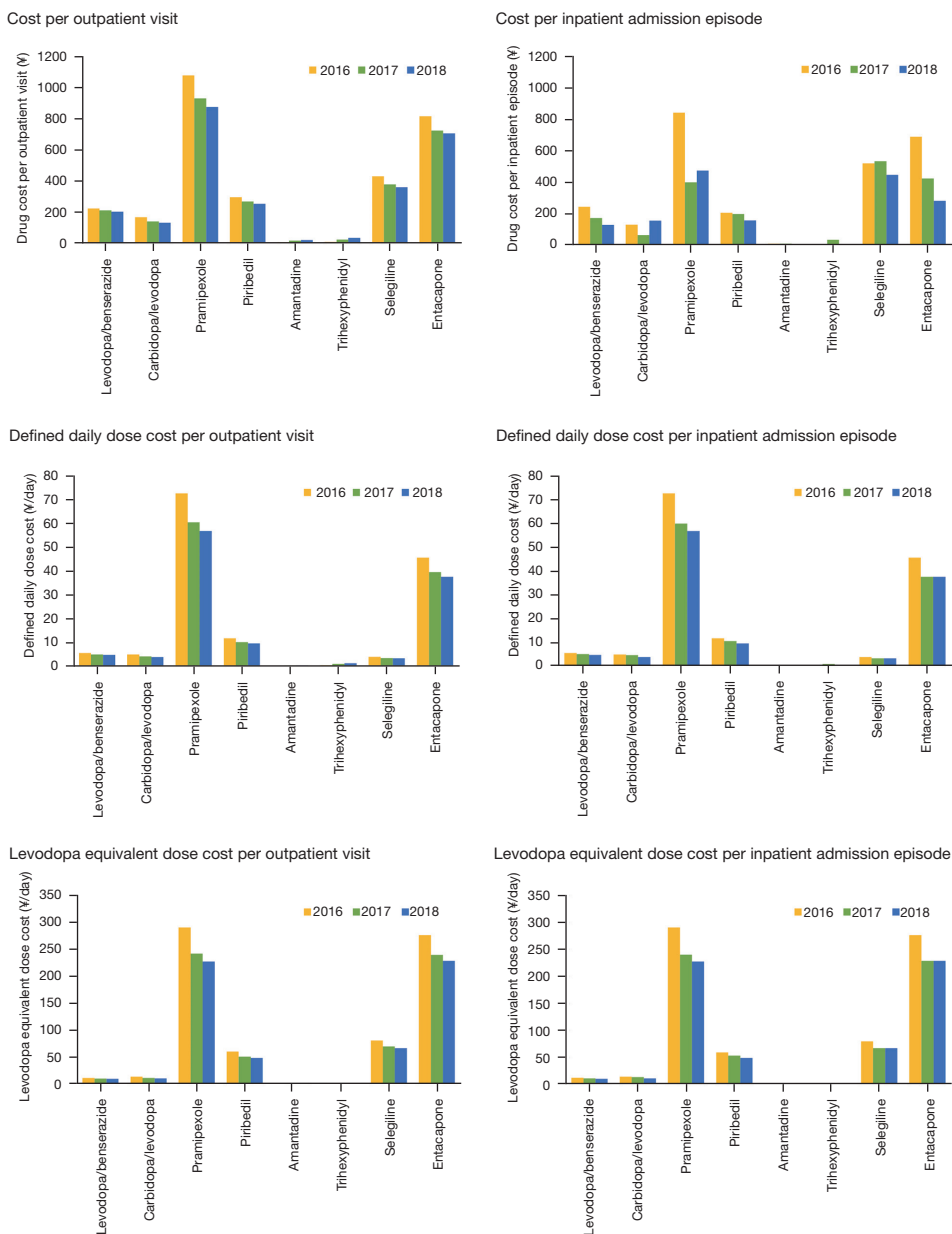 Cost per outpatient visit
Drug cost per outpatient visit (¥)
1200
1000
800
600
400
200
0
2016 2017 2018
Levodopa/benserazide
Carbidopa/levodopa
Pramipexole
Piribedil
Amantadine
Trihexyphenidyl
Selegiline
Entacapone
Cost per inpatient admission episode
Drug cost per inpatient episode (¥)
1200
1000
800
600
400
200
0
2016 2017 2018
Levodopa/benserazide
Carbidopa/levodopa
Pramipexole
Piribedil
Amantadine
Trihexyphenidyl
Selegiline
Entacapone
Defined daily dose cost per outpatient visit
Defined daily dose cost (¥/day)
80
70
60
50
40
30
20
10
0
2016 2017 2018
Levodopa/benserazide
Carbidopa/levodopa
Pramipexole
Piribedil
Amantadine
Trihexyphenidyl
Selegiline
Entacapone
Defined daily dose cost per inpatient admission episode
Defined daily dose cost (¥/day)
80
70
60
50
40
30
20
10
0
2016 2017 2018
Levodopa/benserazide
Carbidopa/levodopa
Pramipexole
Piribedil
Amantadine
Trihexyphenidyl
Selegiline
Entacapone
Levodopa equivalent dose cost per outpatient visit
Levodopa equivalent dose cost (¥/day)
350
300
250
200
150
100
50
0
2016 2017 2018
Levodopa/benserazide
Carbidopa/levodopa
Pramipexole
Piribedil
Amantadine
Trihexyphenidyl
Selegiline
Entacapone
Levodopa equivalent dose cost per inpatient admission episode
Levodopa equivalent dose cost (¥/day)
350
300
250
200
150
100
50
0
2016 2017 2018
Levodopa/benserazide
Carbidopa/levodopa
Pramipexole
Piribedil
Amantadine
Trihexyphenidyl
Selegiline
Entacapone